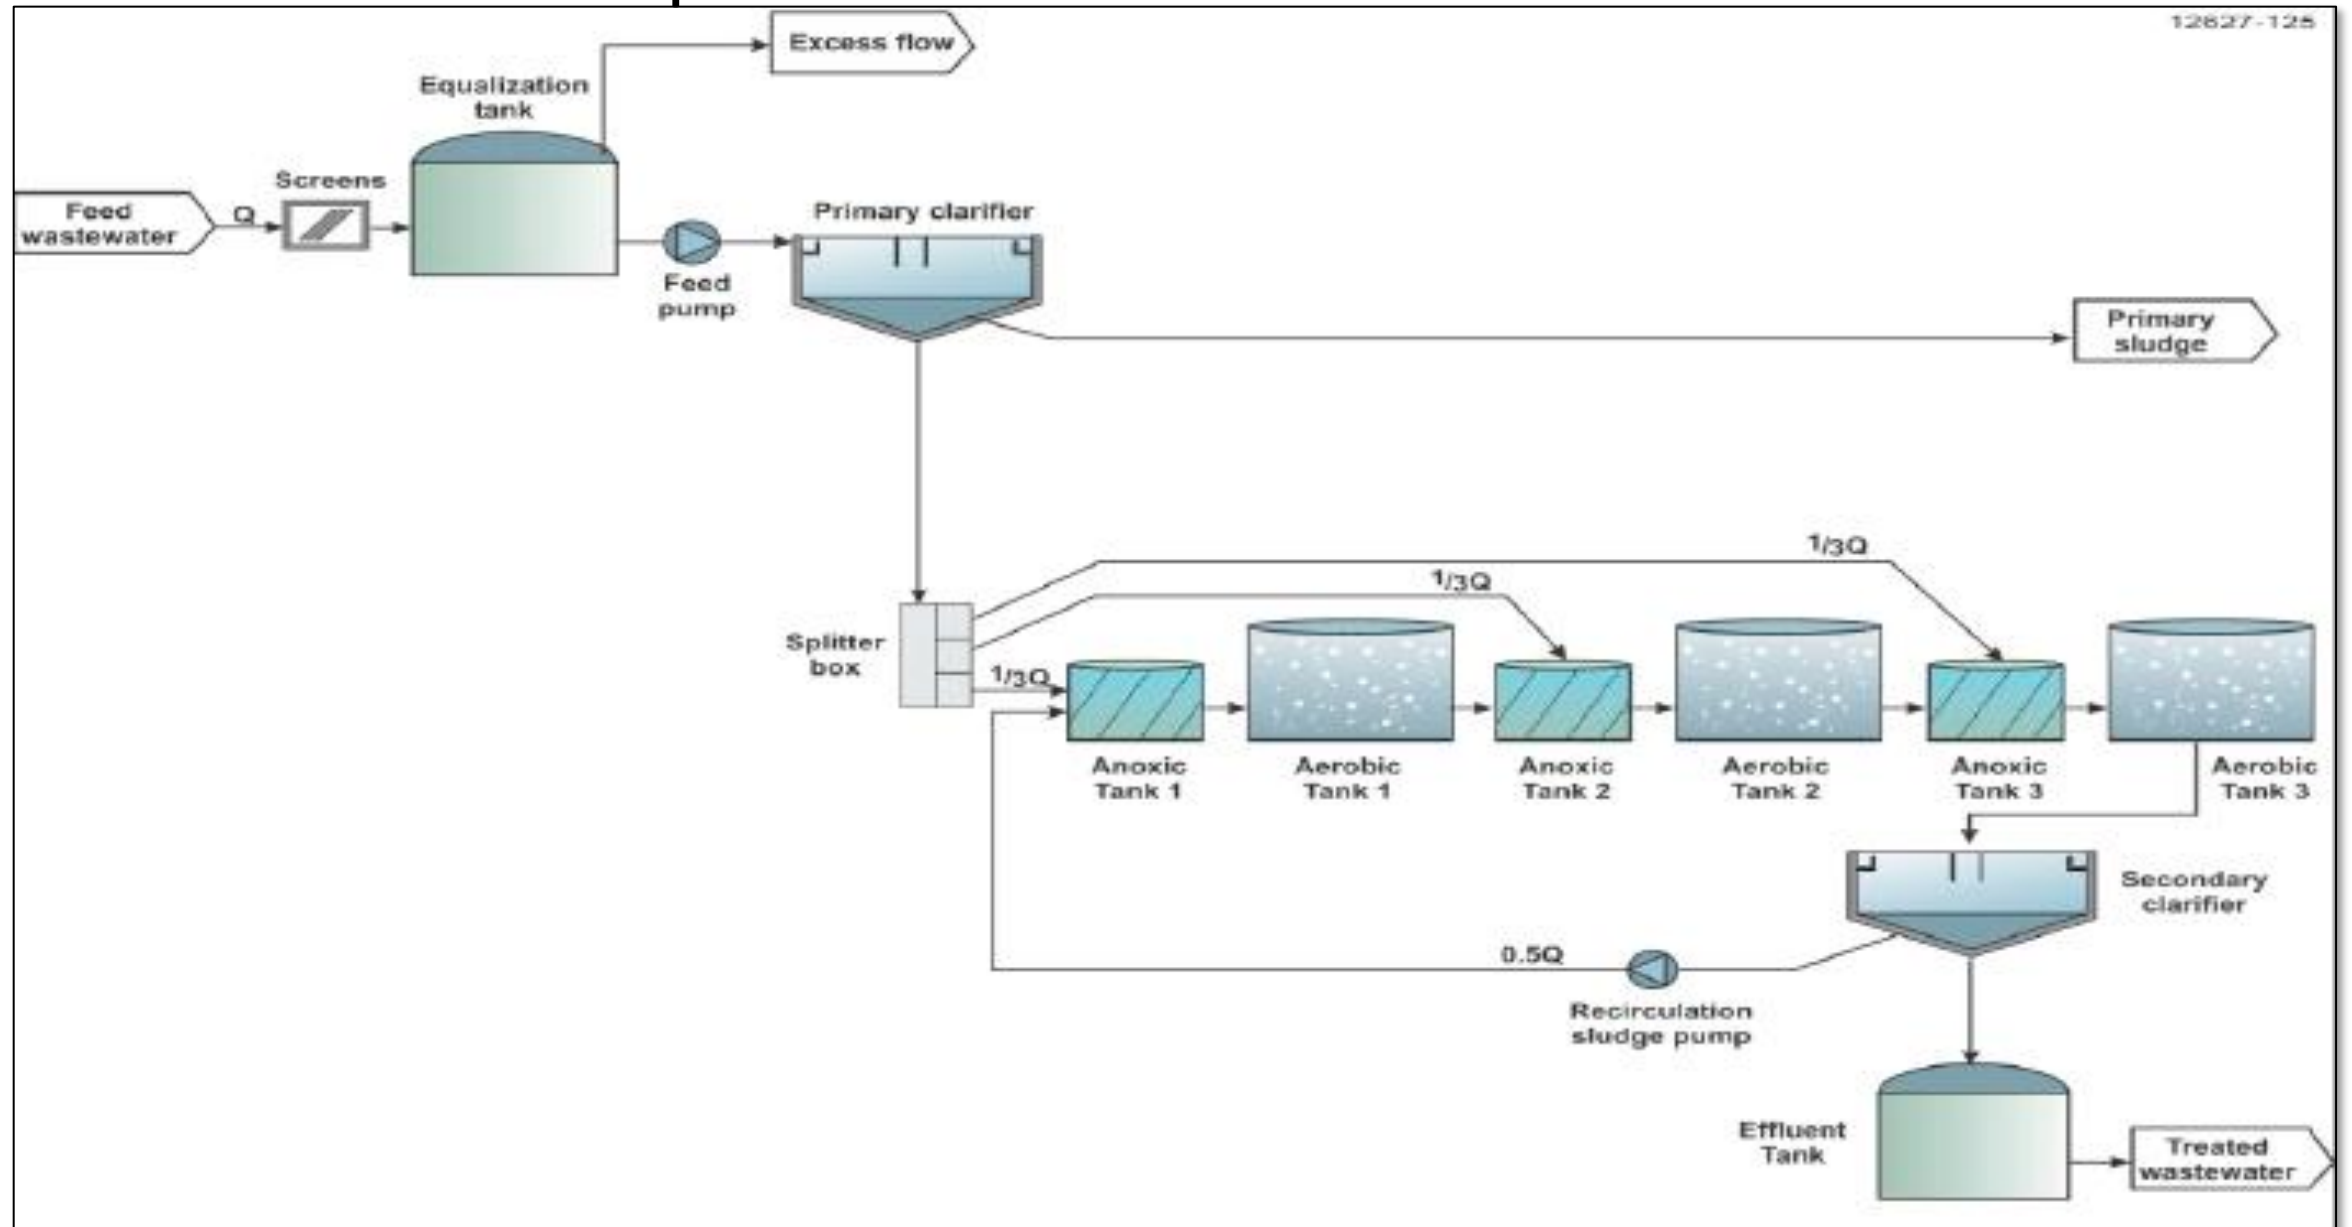 12627-125
Excess flow
Equalization
tank
Screens
Feed
wastewater
Q
Primary clarifier
Feed
pump
Primary
sludge
1/3Q
1/3Q
Splitter
box
1/3Q
Anoxic
Tank 1
Aerobic
Tank 1
Anoxic
Tank 2
Aerobic
Tank 2
Anoxic
Tank 3
Aerobic
Tank 3
Secondary
clarifier
0.5Q
Recirculation
sludge pump
Effluent
Tank
Treated
wastewater